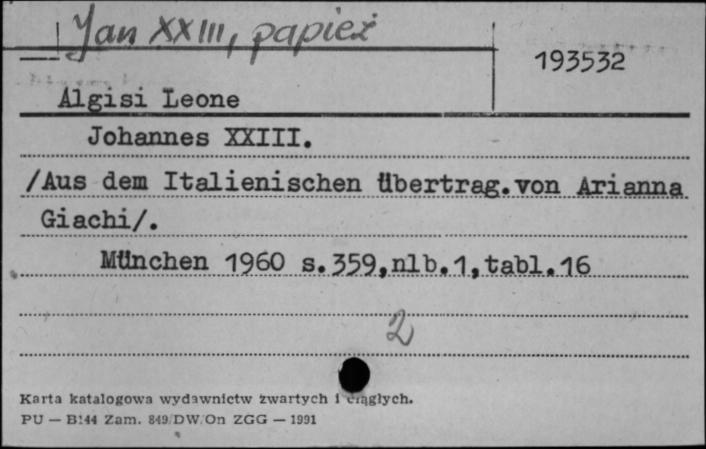 Jan XXIII, papież
193532
Algisi Leone
Johannes XXIII.
/Aus dem Italienischen übertrag.von Arianna
Giachi/.
München 1960 s.359,nlb.1,tabl.16
2
Karta katalogowa wydawnictw zwartych i ciągłych.
PU — B144 Zam. 849/DW/On ZGG — 1991